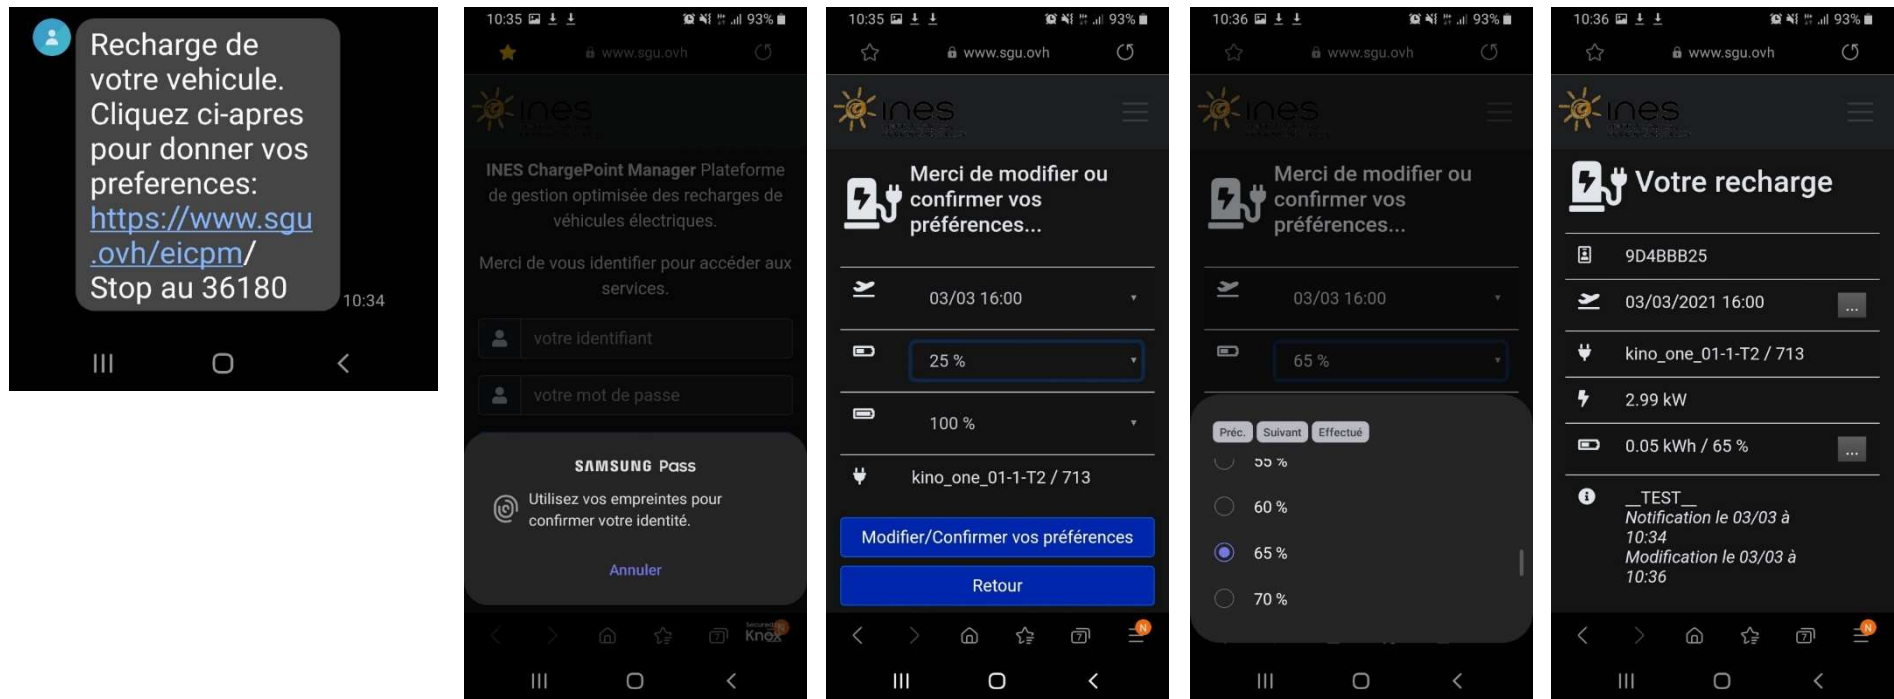 Recharge de
votre vehicule.
Cliquez ci-apres
pour donner vos
preferences:
https://www.sgu
.ovh/eicpm/
Stop au 36180
10:34
10:35
93%
www.sgu.ovh
ines
INES ChargePoint Manager Plateforme
de gestion optimisée des recharges de
véhicules électriques.
Merci de vous identifier pour accéder aux
services.
votre identifiant
votre mot de passe
SAMSUNG Pass
Utilisez vos empreintes pour
confirmer votre identité.
Annuler
7
Secured by
Knox
N
10:35
93%
www.sgu.ovh
ines
Merci de modifier ou
confirmer vos
préférences...
03/03 16:00
25 %
100 %
kino_one_01-1-T2 / 713
Modifier/Confirmer vos préférences
Retour
7
N
10:36
93%
www.sgu.ovh
ines
Merci de modifier ou
confirmer vos
préférences...
03/03 16:00
65 %
Préc. Suivant Effectué
55 %
60 %
65 %
70 %
10:36
93%
www.sgu.ovh
ines
Votre recharge
9D4BBB25
03/03/2021 16:00
...
kino_one_01-1-T2 / 713
2.99 kW
0.05 kWh / 65 %
...
__TEST__
Notification le 03/03 à
10:34
Modification le 03/03 à
10:36
7
N